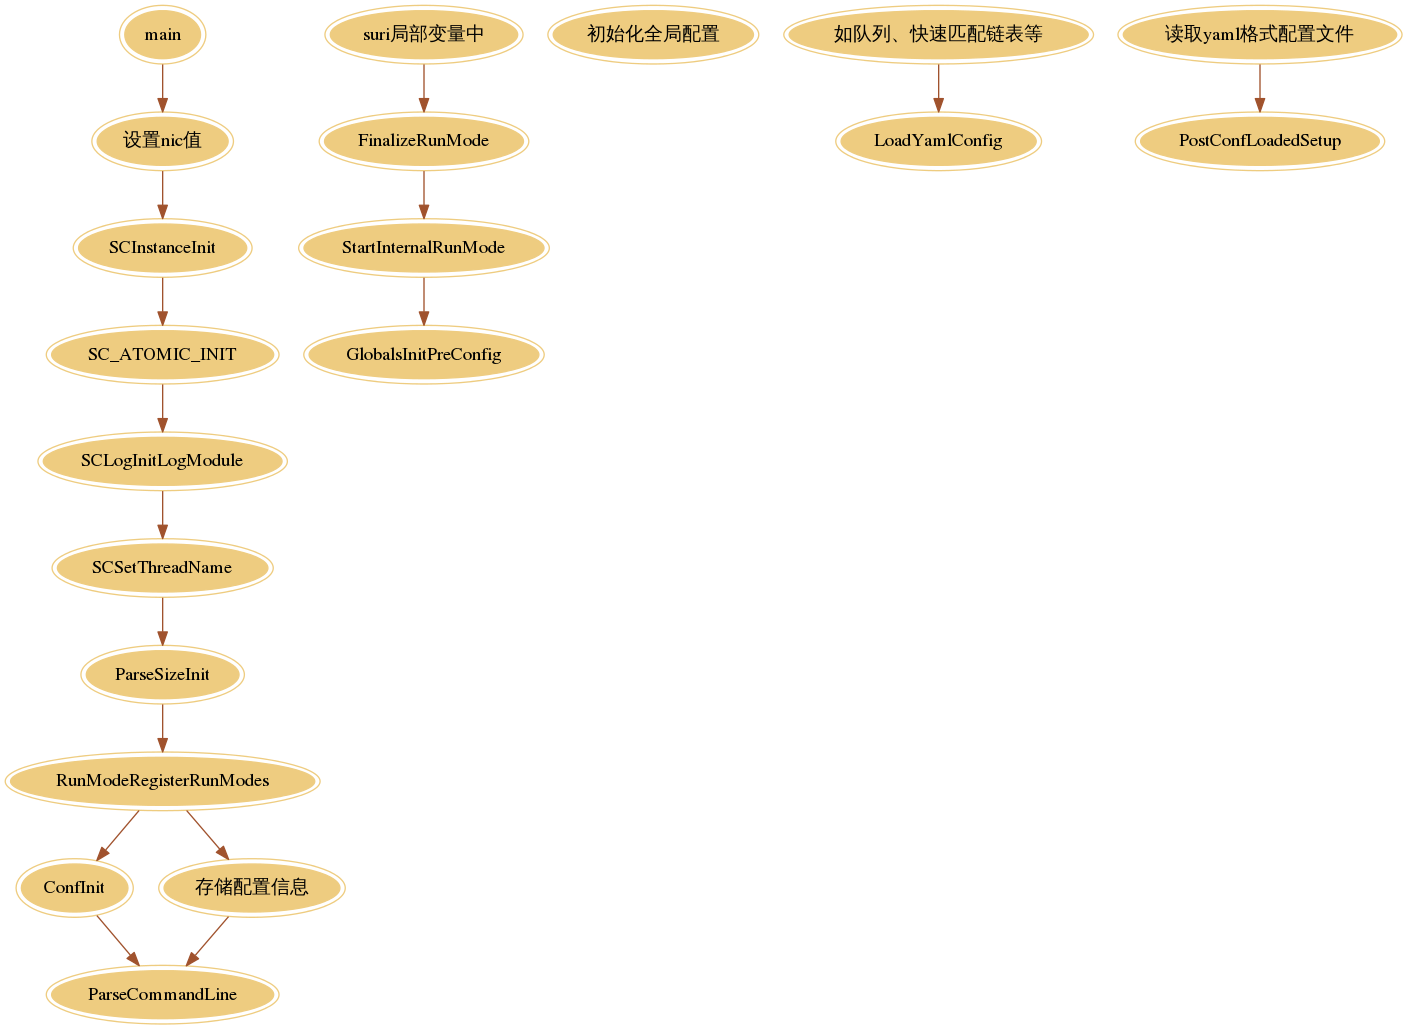 main
suri局部变量中
初始化全局配置
如队列、快速匹配链表等
读取yaml格式配置文件
设置nic值
FinalizeRunMode
LoadYamlConfig
PostConfLoadedSetup
SCInstanceInit
StartInternalRunMode
SC_ATOMIC_INIT
GlobalsInitPreConfig
SCLogInitLogModule
SCSetThreadName
ParseSizeInit
RunModeRegisterRunModes
ConfInit
存储配置信息
ParseCommandLine